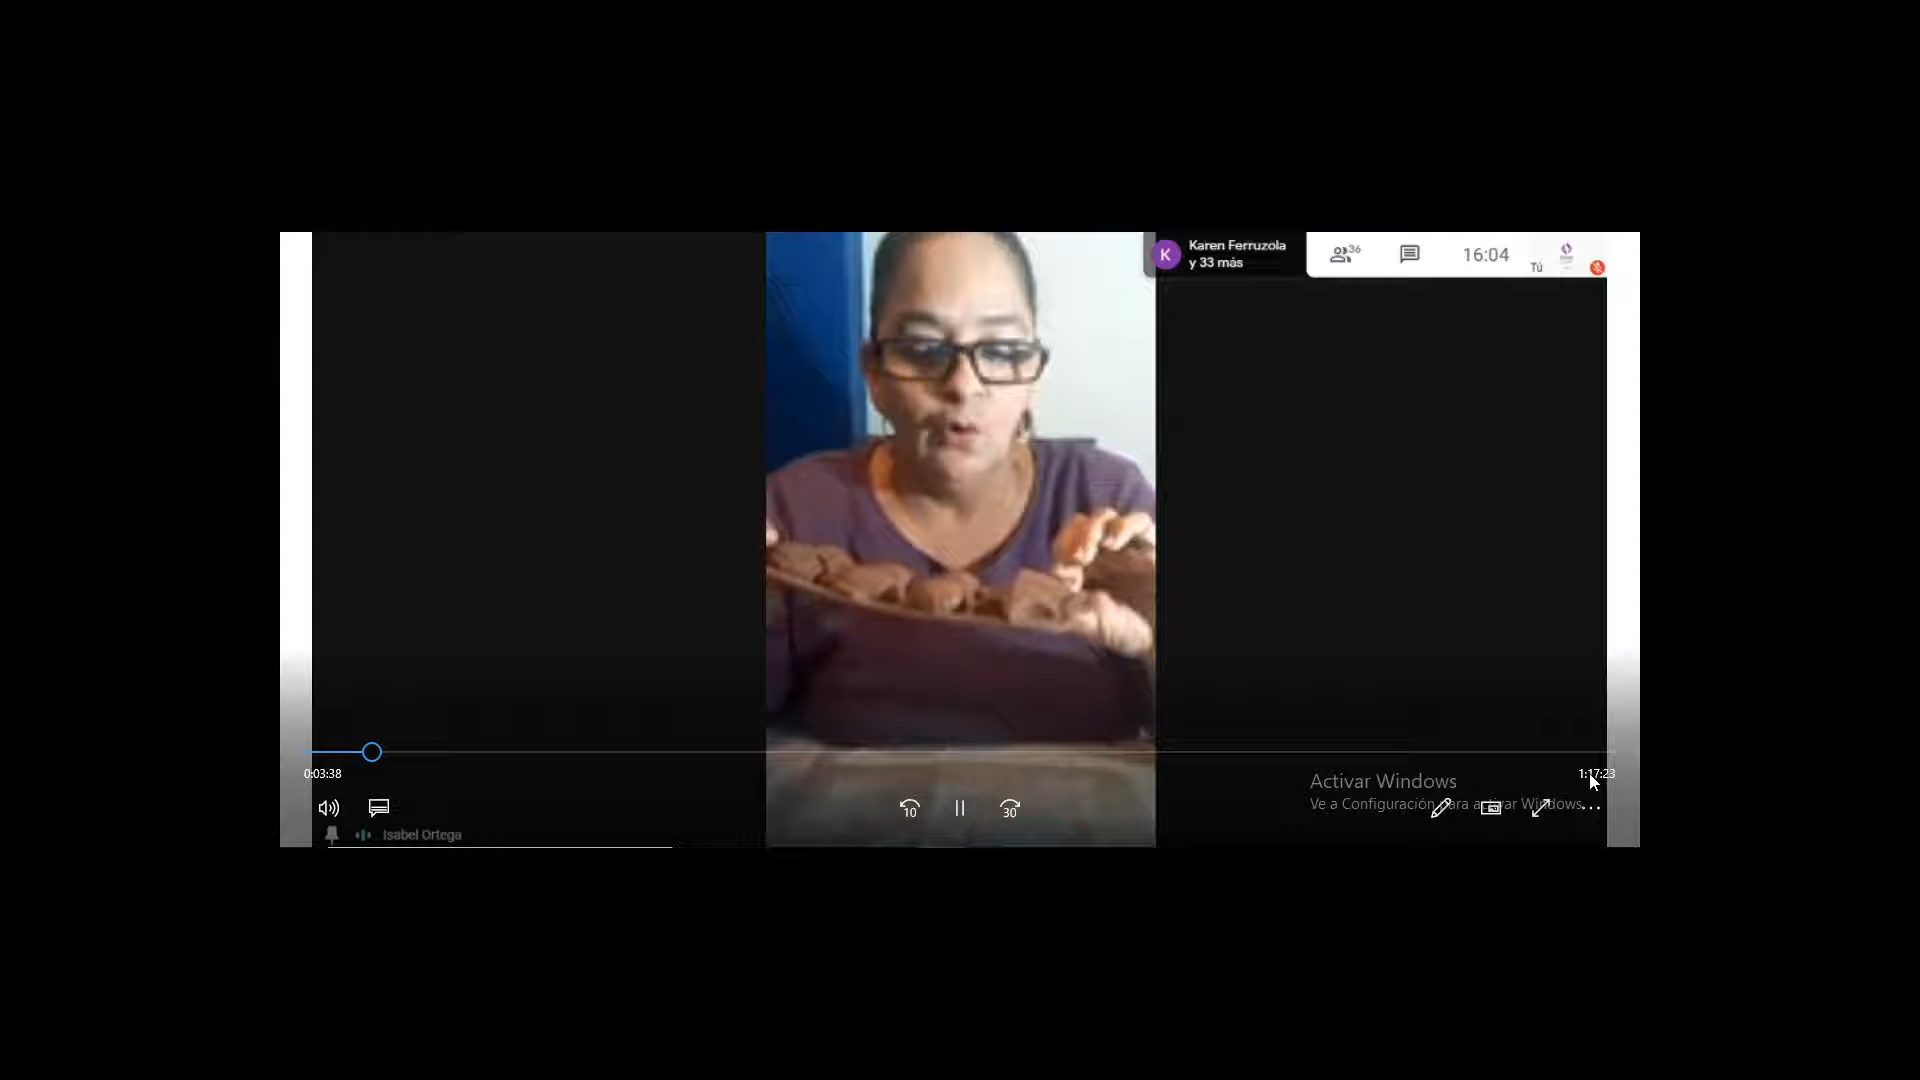 K
Karen Ferruzola
y 33 más
36
16:04
Tú
0:03:38
1:17:23
Activar Windows
Ve a Configuración para activar Windows.
10
30
Isabel Ortega